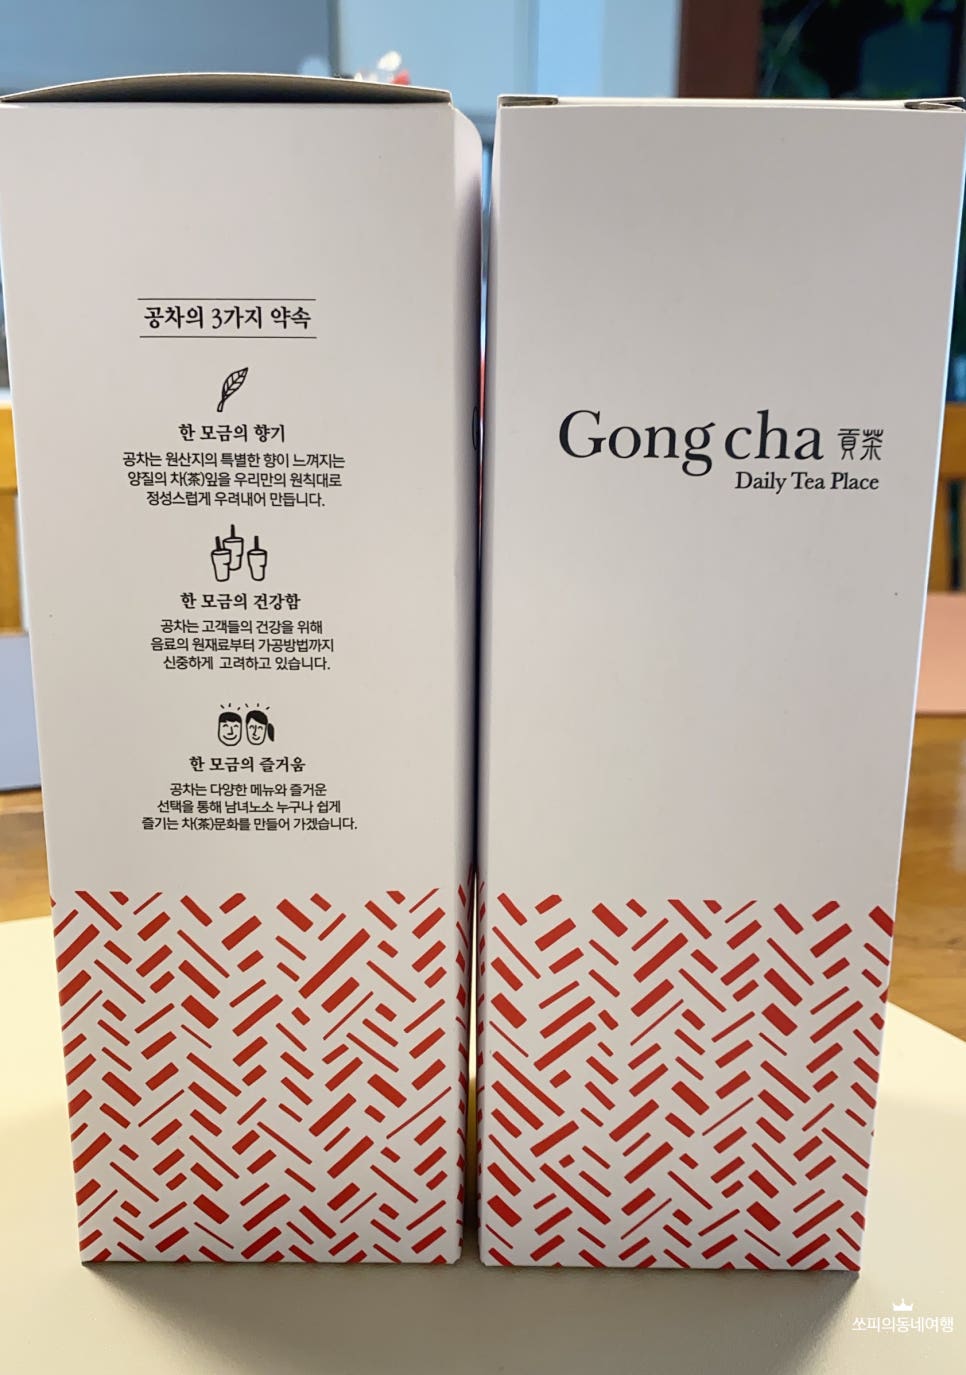 공차의 3가지 약속
한 모금의 향기
공차는 원산지의 특별한 향이 느껴지는
양질의 차(茶)잎을 우리만의 원칙대로
정성스럽게 우려내어 만듭니다.
한 모금의 건강함
공차는 고객들의 건강을 위해
음료의 원재료부터 가공방법까지
신중하게 고려하고 있습니다.
한 모금의 즐거움
공차는 다양한 메뉴와 즐거운
선택을 통해 남녀노소 누구나 쉽게
즐기는 차(茶)문화를 만들어 가겠습니다.
Gong cha 貢茶
Daily Tea Place
쏘피의동네여행